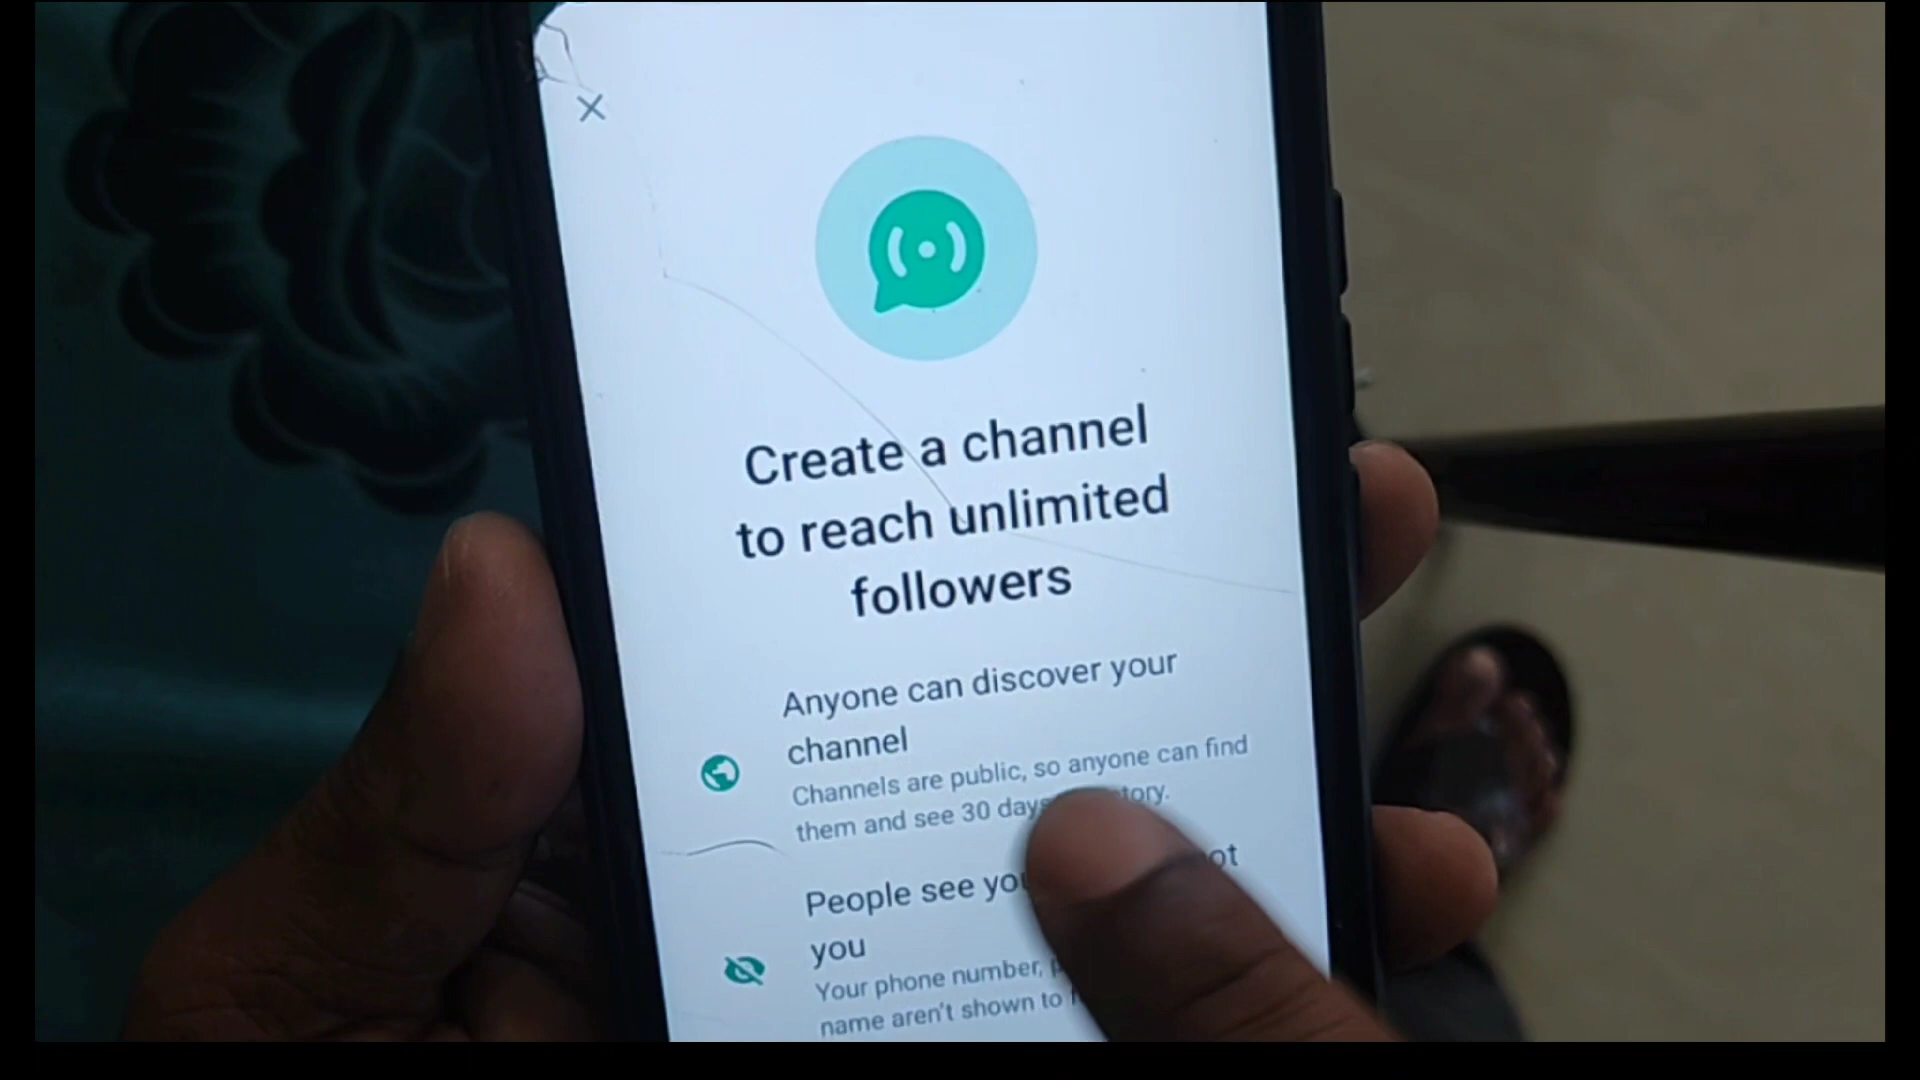 Create a channel
to reach unlimited
followers
Anyone can discover your
channel
Channels are public, so anyone can find
them and see 30 days
People see
you
Your phone number,
name aren't shown to